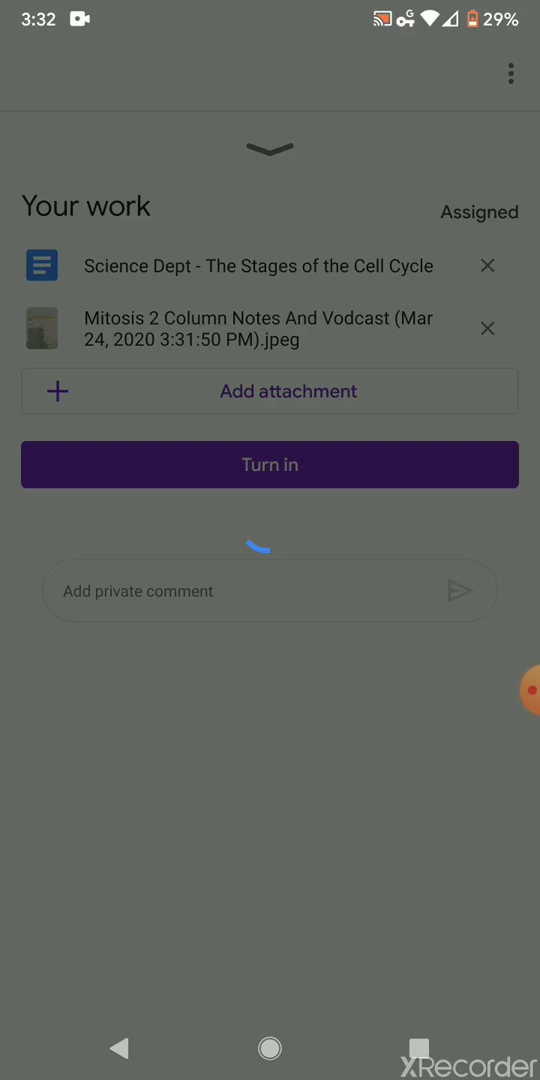 3:32
G
29%
Your work
Assigned
Science Dept - The Stages of the Cell Cycle
Mitosis 2 Column Notes And Vodcast (Mar
24, 2020 3:31:50 PM).jpeg
Add attachment
Turn in
Add private comment
XRecorder